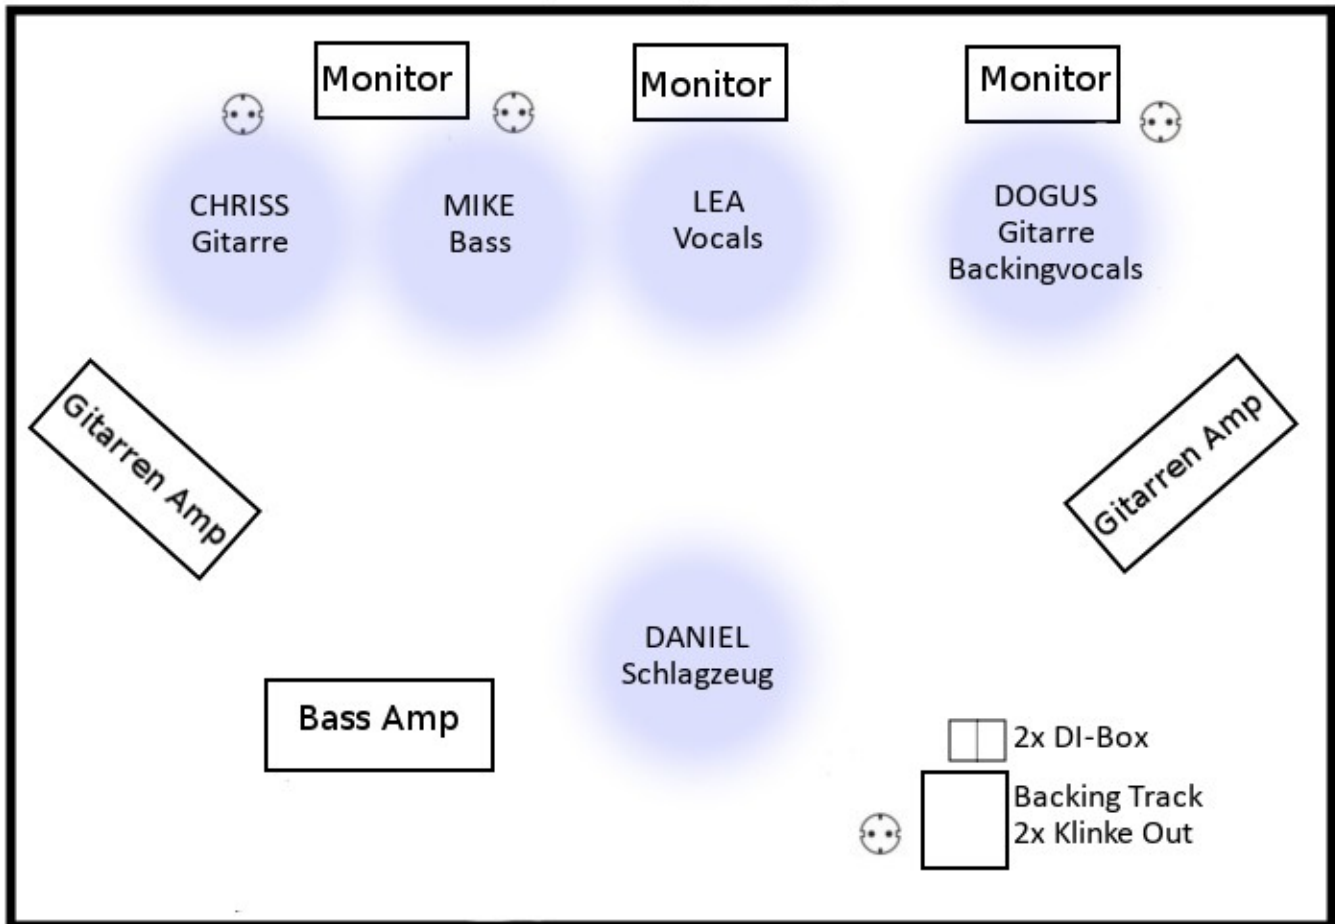 Monitor
Monitor
Monitor
CHRISS
Gitarre
MIKE
Bass
LEA
Vocals
DOGUS
Gitarre
Backingvocals
Gitarren Amp
Gitarren Amp
DANIEL
Schlagzeug
Bass Amp
2x DI-Box
Backing Track
2x Klinke Out